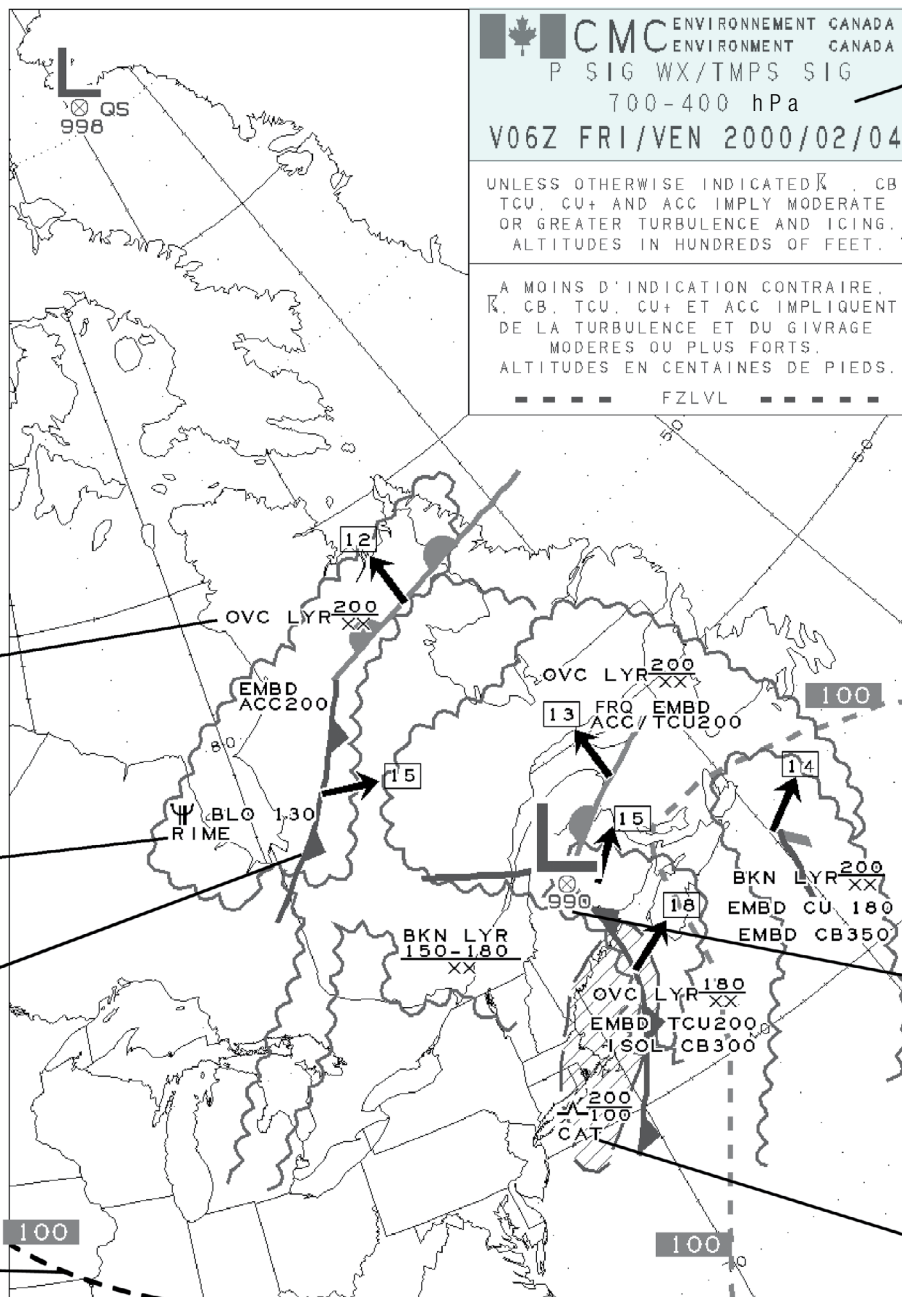 CMC ENVIRONNEMENT CANADA
ENVIRONMENT CANADA
P SIG WX/TMPS SIG
700-400 hPa
V06Z FRI/VEN 2000/02/04
UNLESS OTHERWISE INDICATED , CB
TCU, CU+ AND ACC IMPLY MODERATE
OR GREATER TURBULENCE AND ICING.
ALTITUDES IN HUNDREDS OF FEET.
A MOINS D'INDICATION CONTRAIRE,
, CB, TCU, CU+ ET ACC IMPLIQUENT
DE LA TURBULENCE ET DU GIVRAGE
MODERES OU PLUS FORTS.
ALTITUDES EN CENTAINES DE PIEDS.
FZLVL
L
QS
998
50
60
12
OVC LYR 200
XX
EMBD
ACC200
80
15
BLO 130
RIME
OVC LYR 200
XX
13
FRQ EMBD
ACC/TCU200
100
14
15
L
990
18
BKN LYR 200
XX
EMBD CU 180
EMBD CB350
BKN LYR
150-180
XX
OVC LYR 180
XX
EMBD TCU200
ISOL CB300
200
100
CAT
100
100